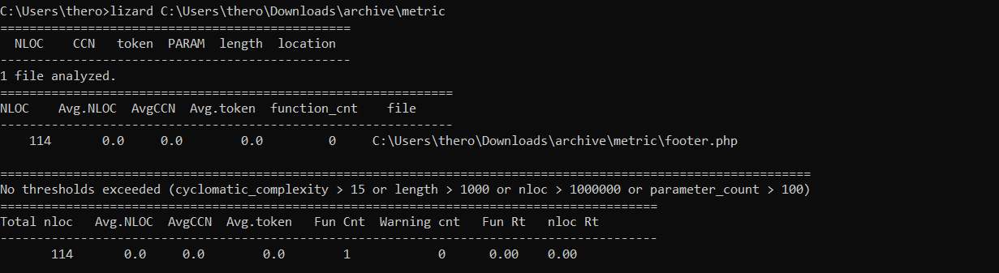 C:\Users\thero>lizard C:\Users\thero\Downloads\archive\metric
================================================
  NLOC    CCN   token  PARAM  length  location
------------------------------------------------
1 file analyzed.
==============================================================
NLOC    Avg.NLOC  AvgCCN  Avg.token  function_cnt    file
--------------------------------------------------------------
    114       0.0     0.0        0.0         0     C:\Users\thero\Downloads\archive\metric\footer.php
===============================================================================================================
No thresholds exceeded (cyclomatic_complexity > 15 or length > 1000 or nloc > 1000000 or parameter_count > 100)
==========================================================================================
Total nloc   Avg.NLOC  AvgCCN  Avg.token   Fun Cnt  Warning cnt   Fun Rt   nloc Rt
------------------------------------------------------------------------------------------
       114       0.0     0.0        0.0        1            0      0.00    0.00